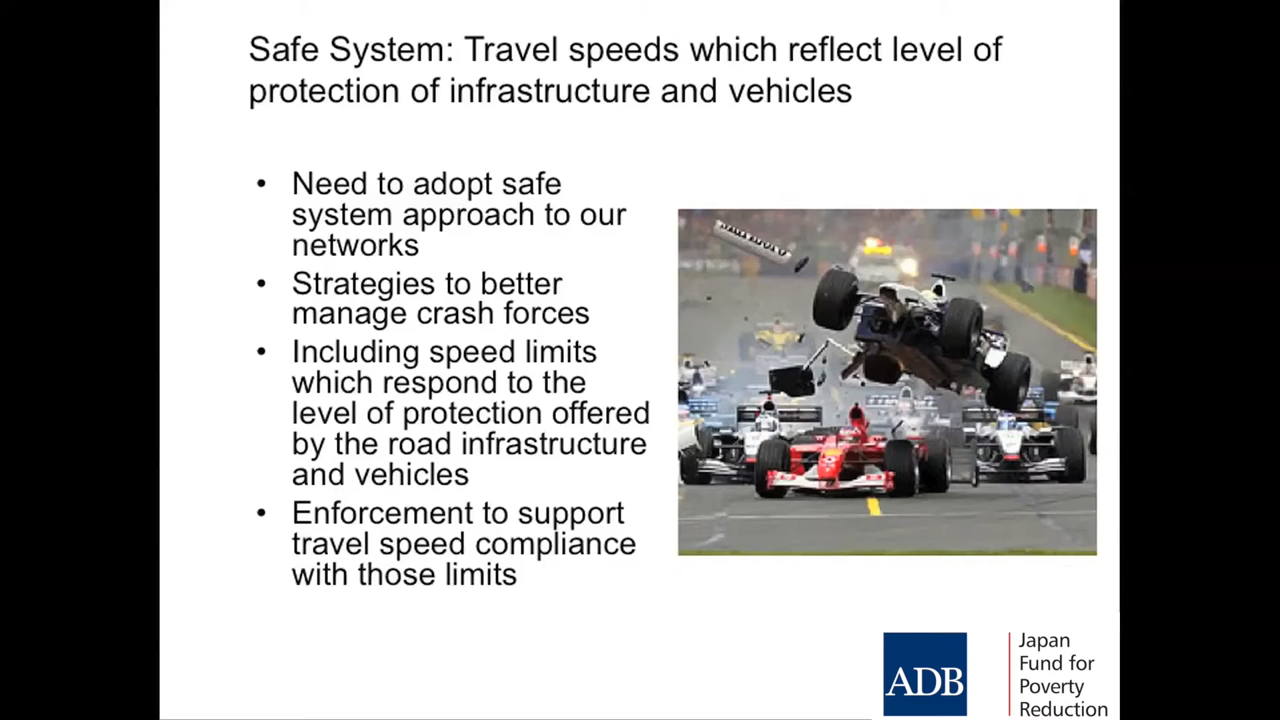 Safe System: Travel speeds which reflect level of
protection of infrastructure and vehicles
• Need to adopt safe
system approach to our
networks
• Strategies to better
manage crash forces
• Including speed limits
which respond to the
level of protection offered
by the road infrastructure
and vehicles
• Enforcement to support
travel speed compliance
with those limits
ADB
Japan
Fund for
Poverty
Reduction